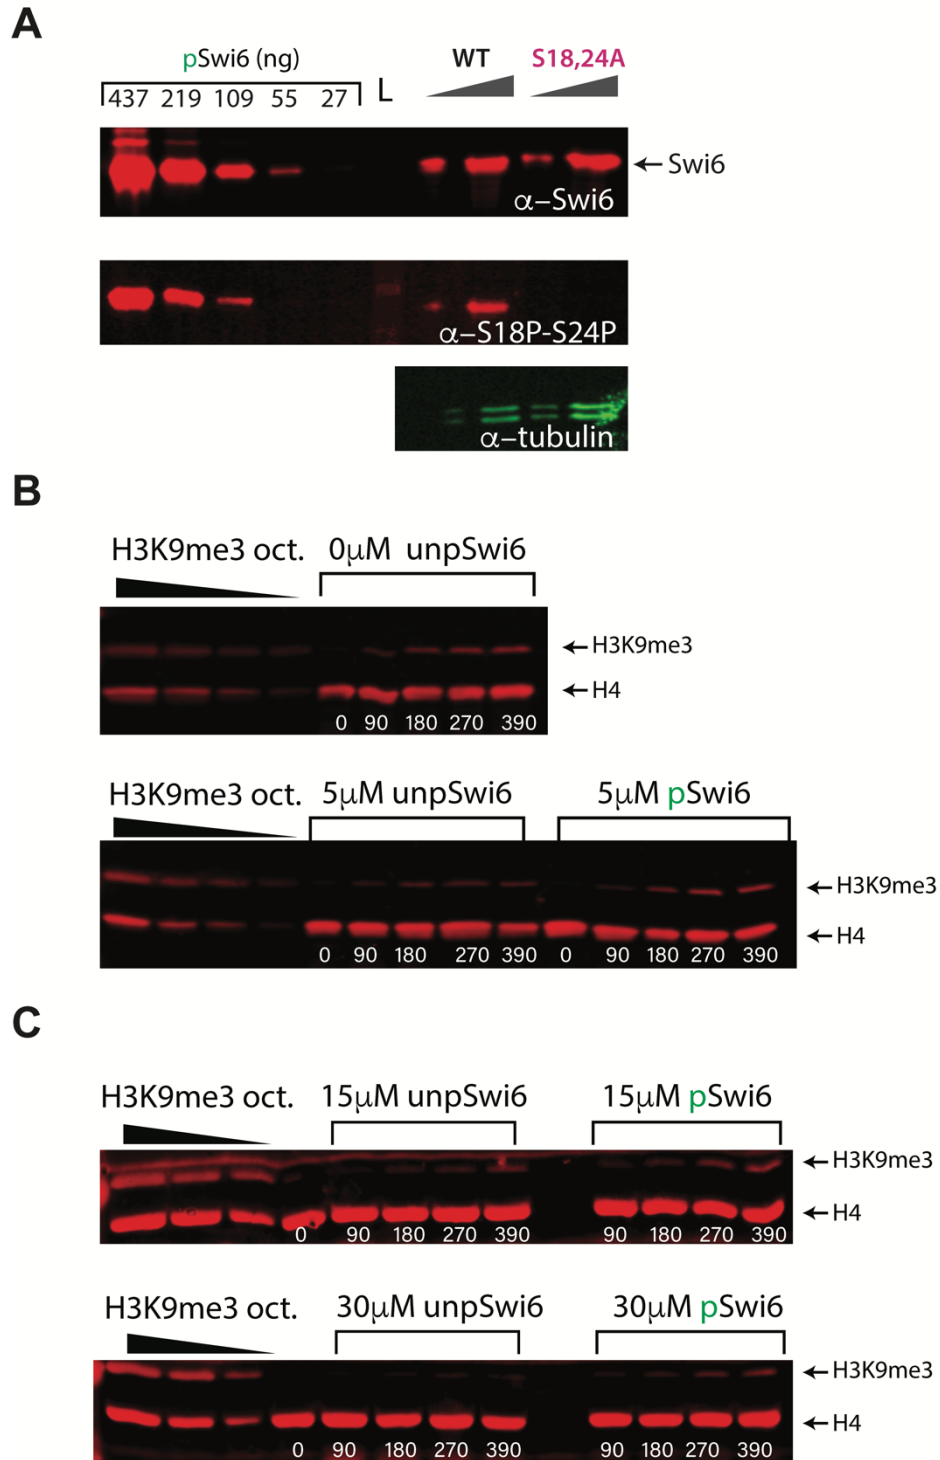 A
pSwi6 (ng)
437 219 109 55 27
L
WT
S18,24A
Swi6
α–Swi6
α–S18P-S24P
α–tubulin
B
H3K9me3 oct.
0μM unpSwi6
H3K9me3
H4
0 90 180 270 390
H3K9me3 oct.
5μM unpSwi6
5μM pSwi6
H3K9me3
H4
0 90 180 270 390 0 90 180 270 390
C
H3K9me3 oct.
15μM unpSwi6
15μM pSwi6
H3K9me3
H4
0 90 180 270 390 90 180 270 390
H3K9me3 oct.
30μM unpSwi6
30μM pSwi6
H3K9me3
H4
0 90 180 270 390 90 180 270 390